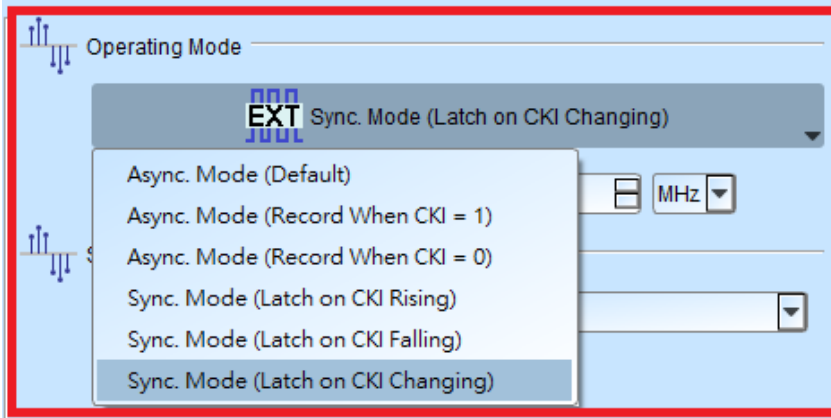 Operating Mode
EXT Sync. Mode (Latch on CKI Changing)
Async. Mode (Default)
Async. Mode (Record When CKI = 1)
MHz
Async. Mode (Record When CKI = 0)
Sync. Mode (Latch on CKI Rising)
Sync. Mode (Latch on CKI Falling)
Sync. Mode (Latch on CKI Changing)